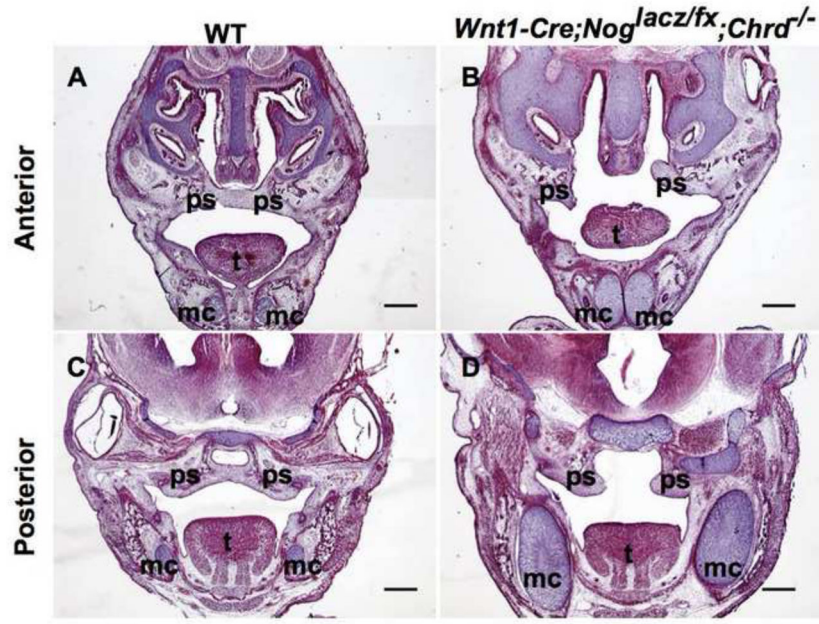 WT
Wnt1-Cre;Nog^lacz/fx;Chrd^-/-
Anterior
A
ps ps
t
mc mc
B
ps ps
t
mc mc
Posterior
C
ps ps
t
mc mc
D
ps ps
t
mc mc